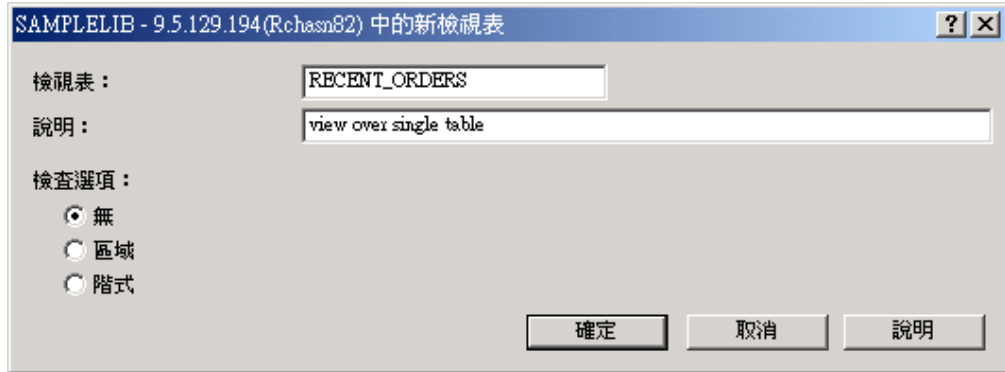 SAMPLELIB - 9.5.129.194(Rchasn82) 中的新檢視表
檢視表： RECENT_ORDERS
說明： view over single table
檢查選項：
無
區域
階式
確定 取消 說明